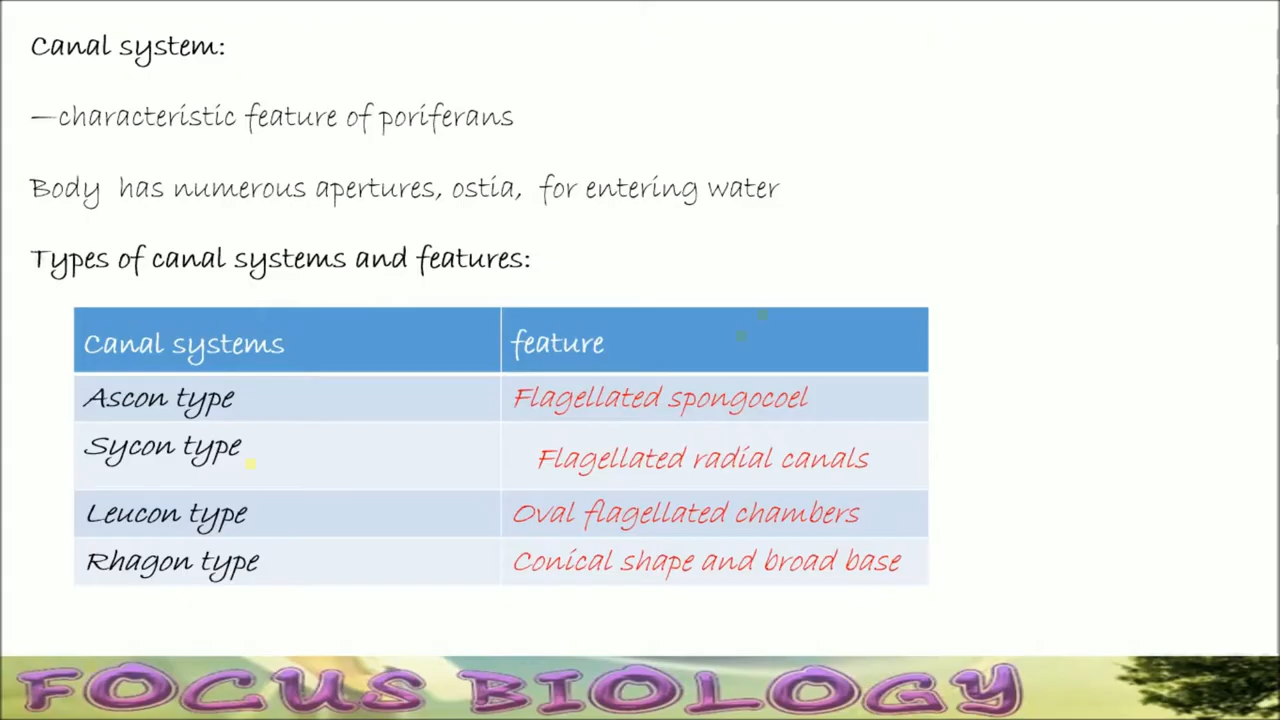 Canal system:
—characteristic feature of poriferans
Body has numerous apertures, ostia, for entering water
Types of canal systems and features:
Canal systems feature
Ascon type Flagellated spongocoel
Sycon type Flagellated radial canals
Leucon type Oval flagellated chambers
Rhagon type Conical shape and broad base
FOCUS BIOLOGY